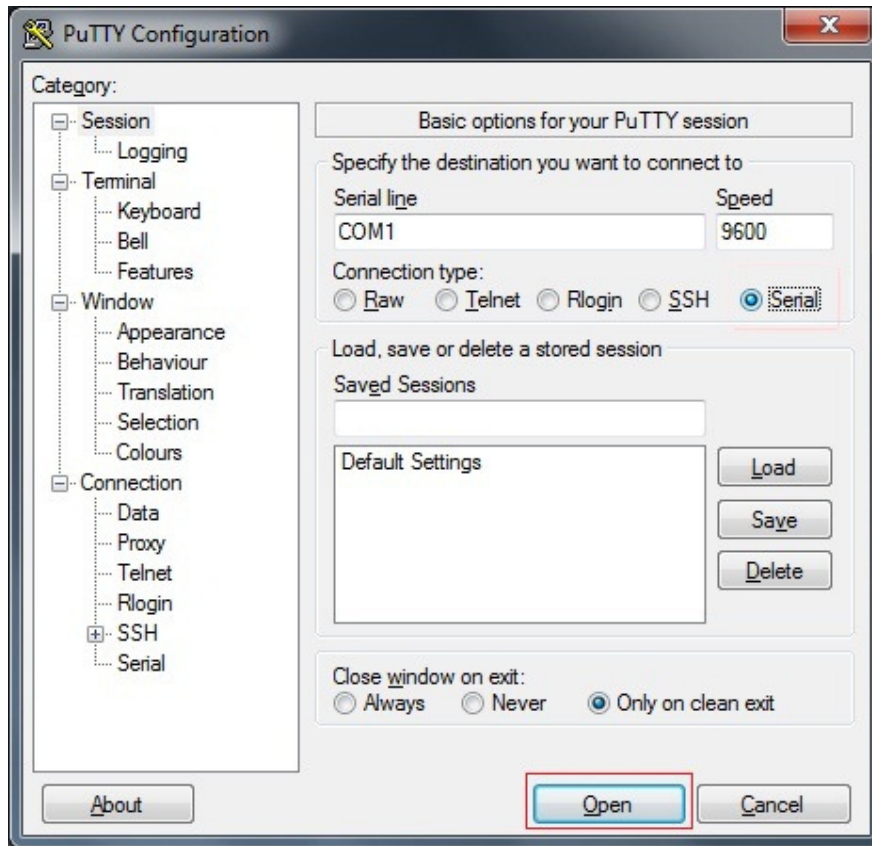 PuTTY Configuration
Category:
Session
Logging
Terminal
Keyboard
Bell
Features
Window
Appearance
Behaviour
Translation
Selection
Colours
Connection
Data
Proxy
Telnet
Rlogin
SSH
Serial
Basic options for your PuTTY session
Specify the destination you want to connect to
Serial line Speed
COM1 9600
Connection type:
Raw Telnet Rlogin SSH Serial
Load, save or delete a stored session
Saved Sessions
Default Settings
Load
Save
Delete
Close window on exit:
Always Never Only on clean exit
About Open Cancel